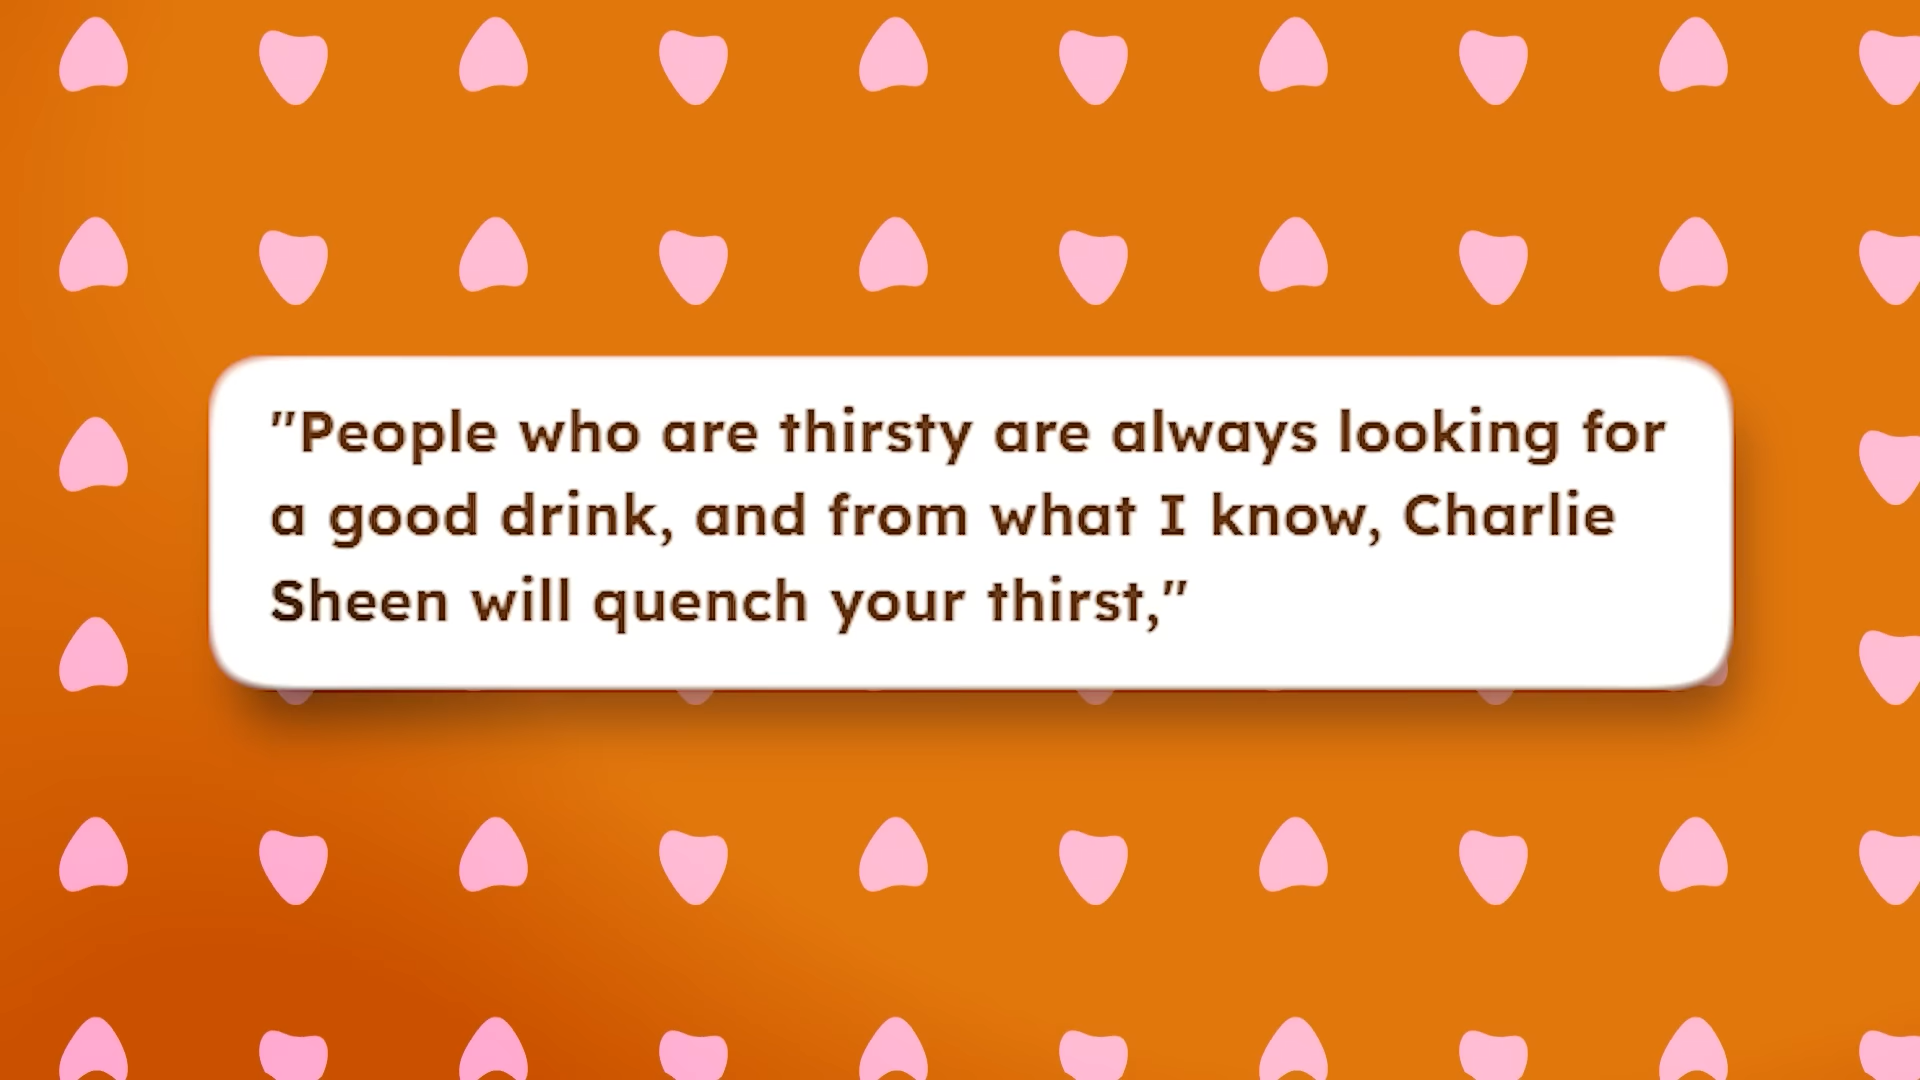 "People who are thirsty are always looking for
a good drink, and from what I know, Charlie
Sheen will quench your thirst,"